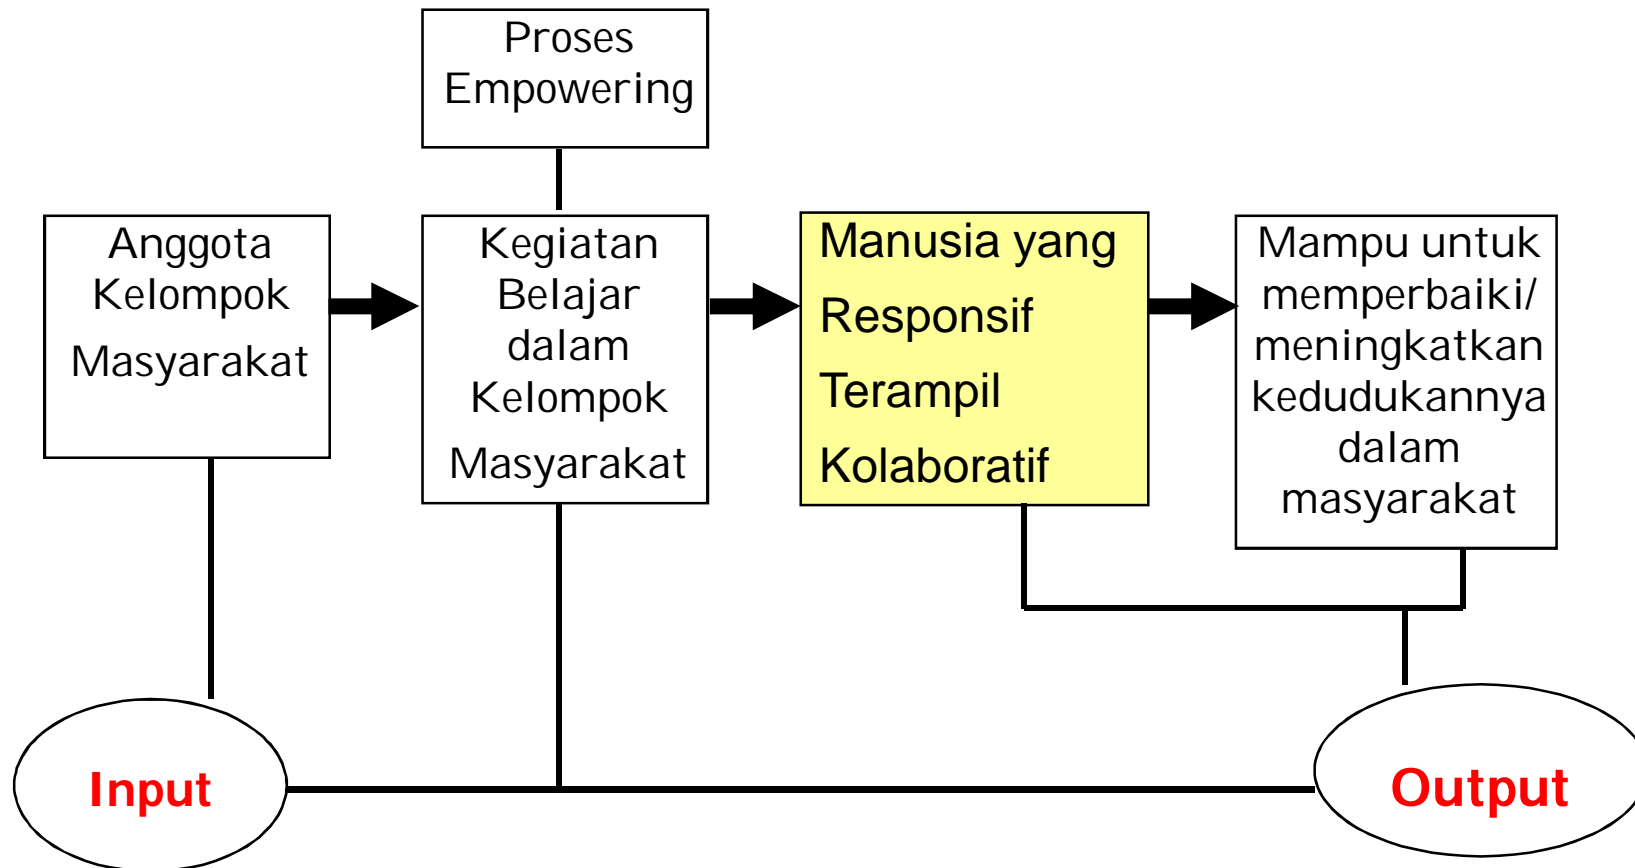 Proses
Empowering
Anggota
Kelompok
Masyarakat
Kegiatan
Belajar
dalam
Kelompok
Masyarakat
Manusia yang
Responsif
Terampil
Kolaboratif
Mampu untuk
memperbaiki/
meningkatkan
kedudukannya
dalam
masyarakat
Input
Output